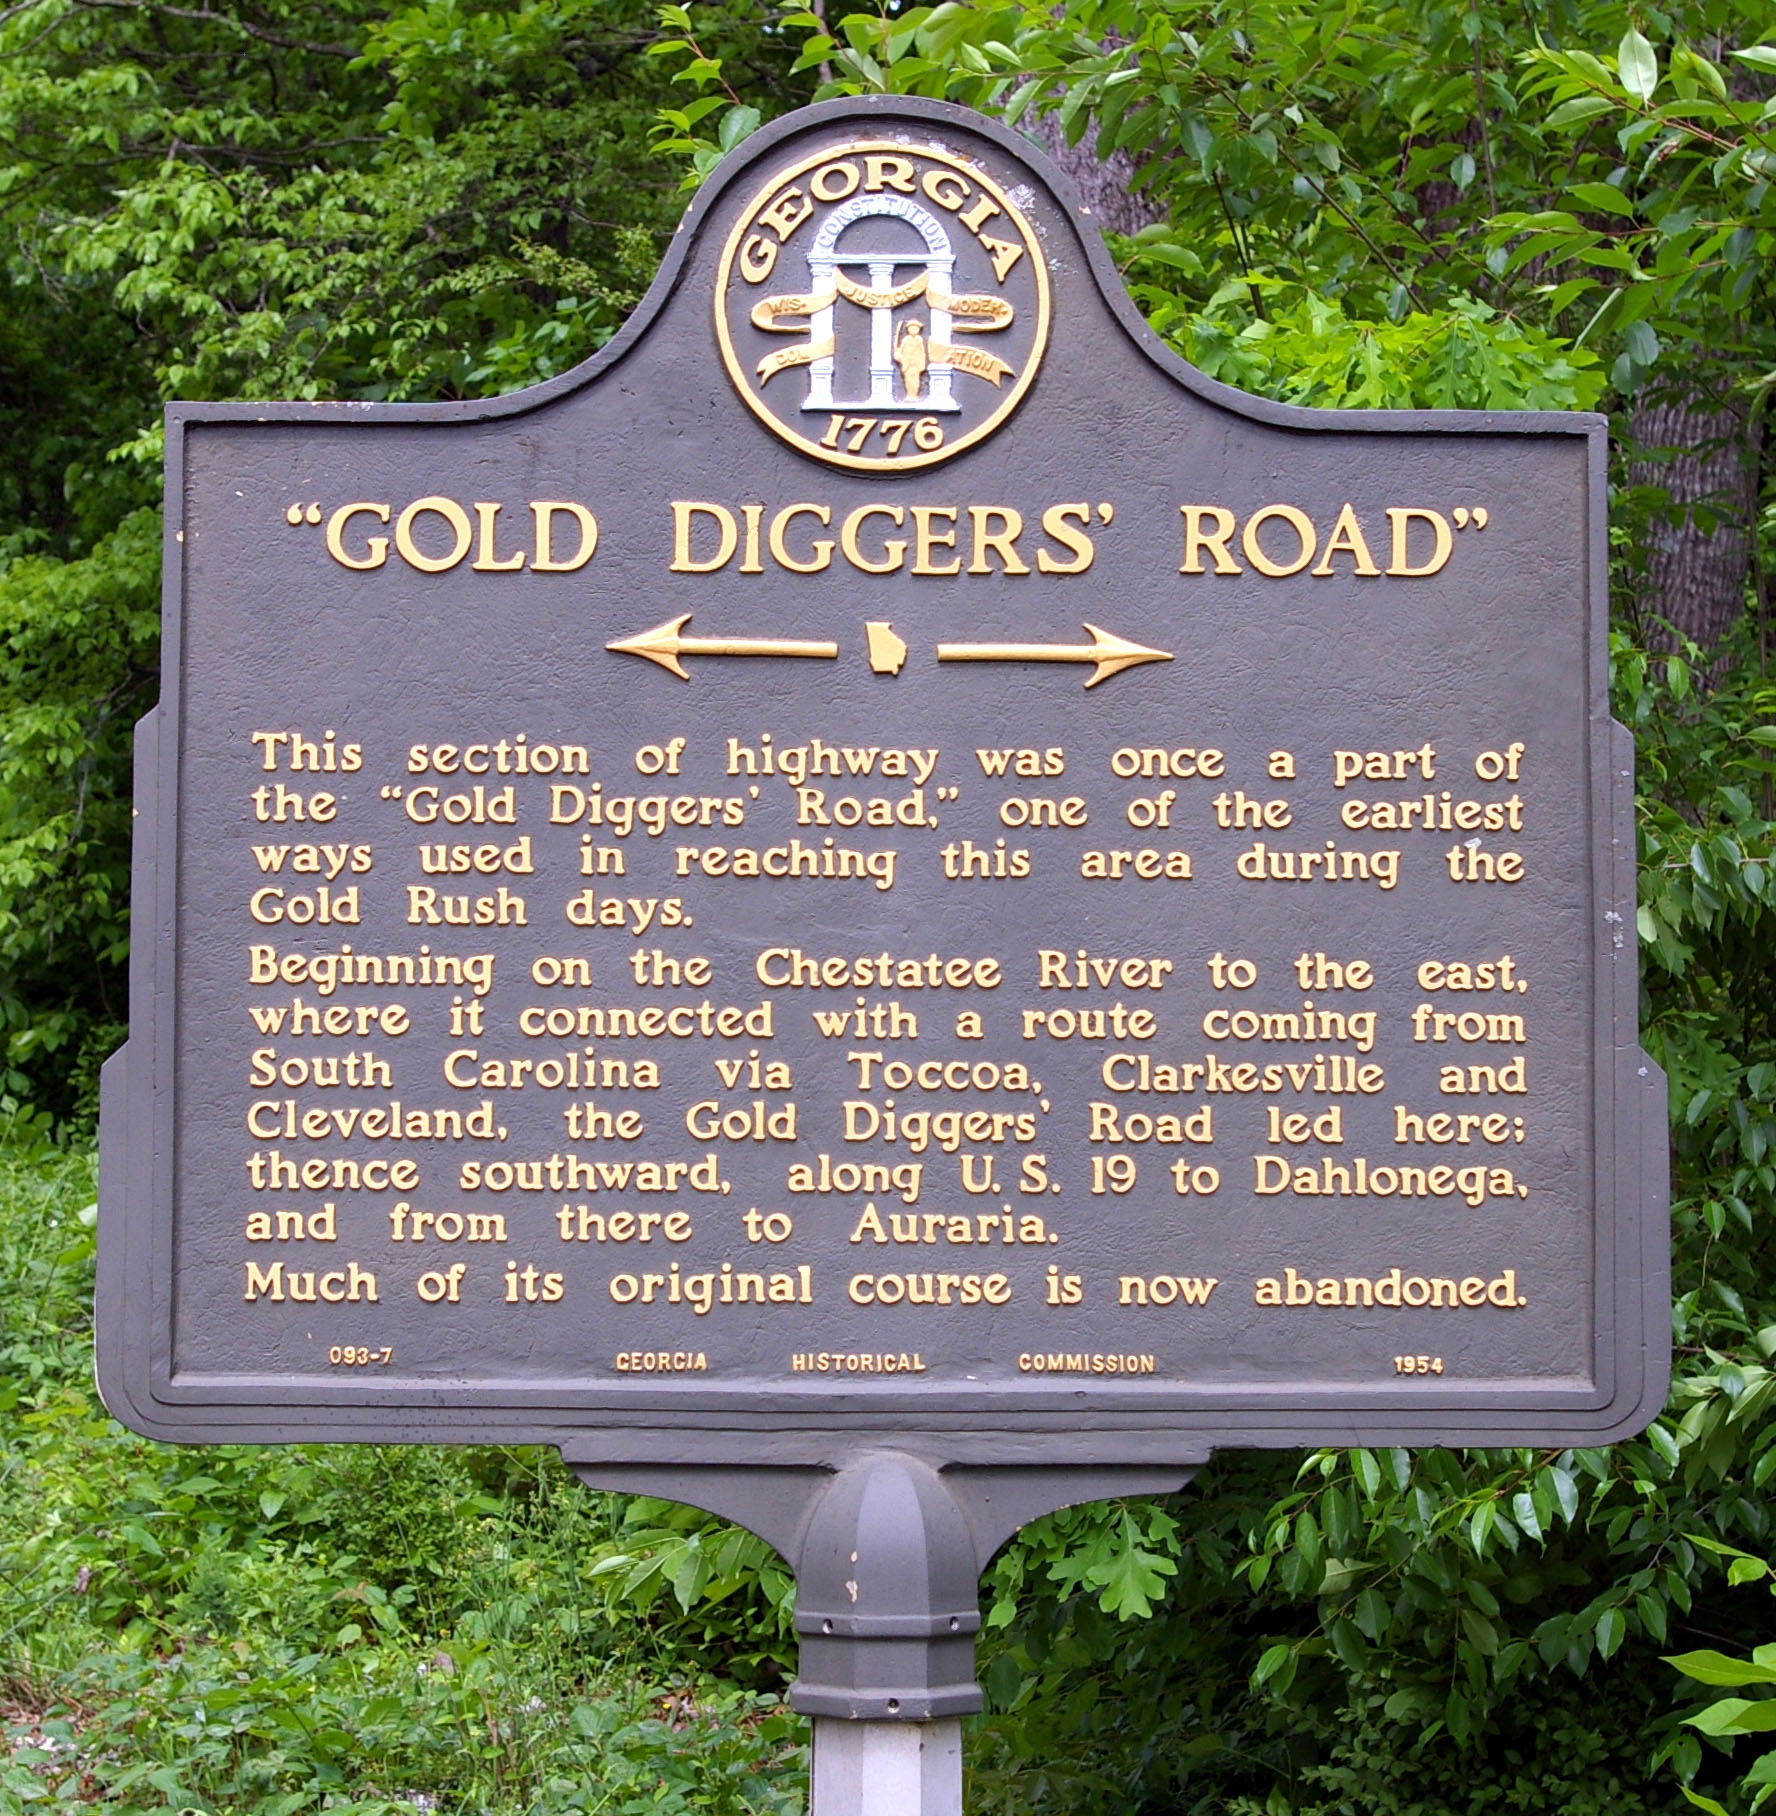 GEORGIA
CONSTITUTION
WIS- JUSTICE MODER-
DOM ATION
1776
“GOLD DIGGERS’ ROAD”
This section of highway was once a part of
the “Gold Diggers’ Road,” one of the earliest
ways used in reaching this area during the
Gold Rush days.
Beginning on the Chestatee River to the east,
where it connected with a route coming from
South Carolina via Toccoa, Clarkesville and
Cleveland, the Gold Diggers’ Road led here;
thence southward, along U. S. 19 to Dahlonega,
and from there to Auraria.
Much of its original course is now abandoned.
093-7 GEORGIA HISTORICAL COMMISSION 1954